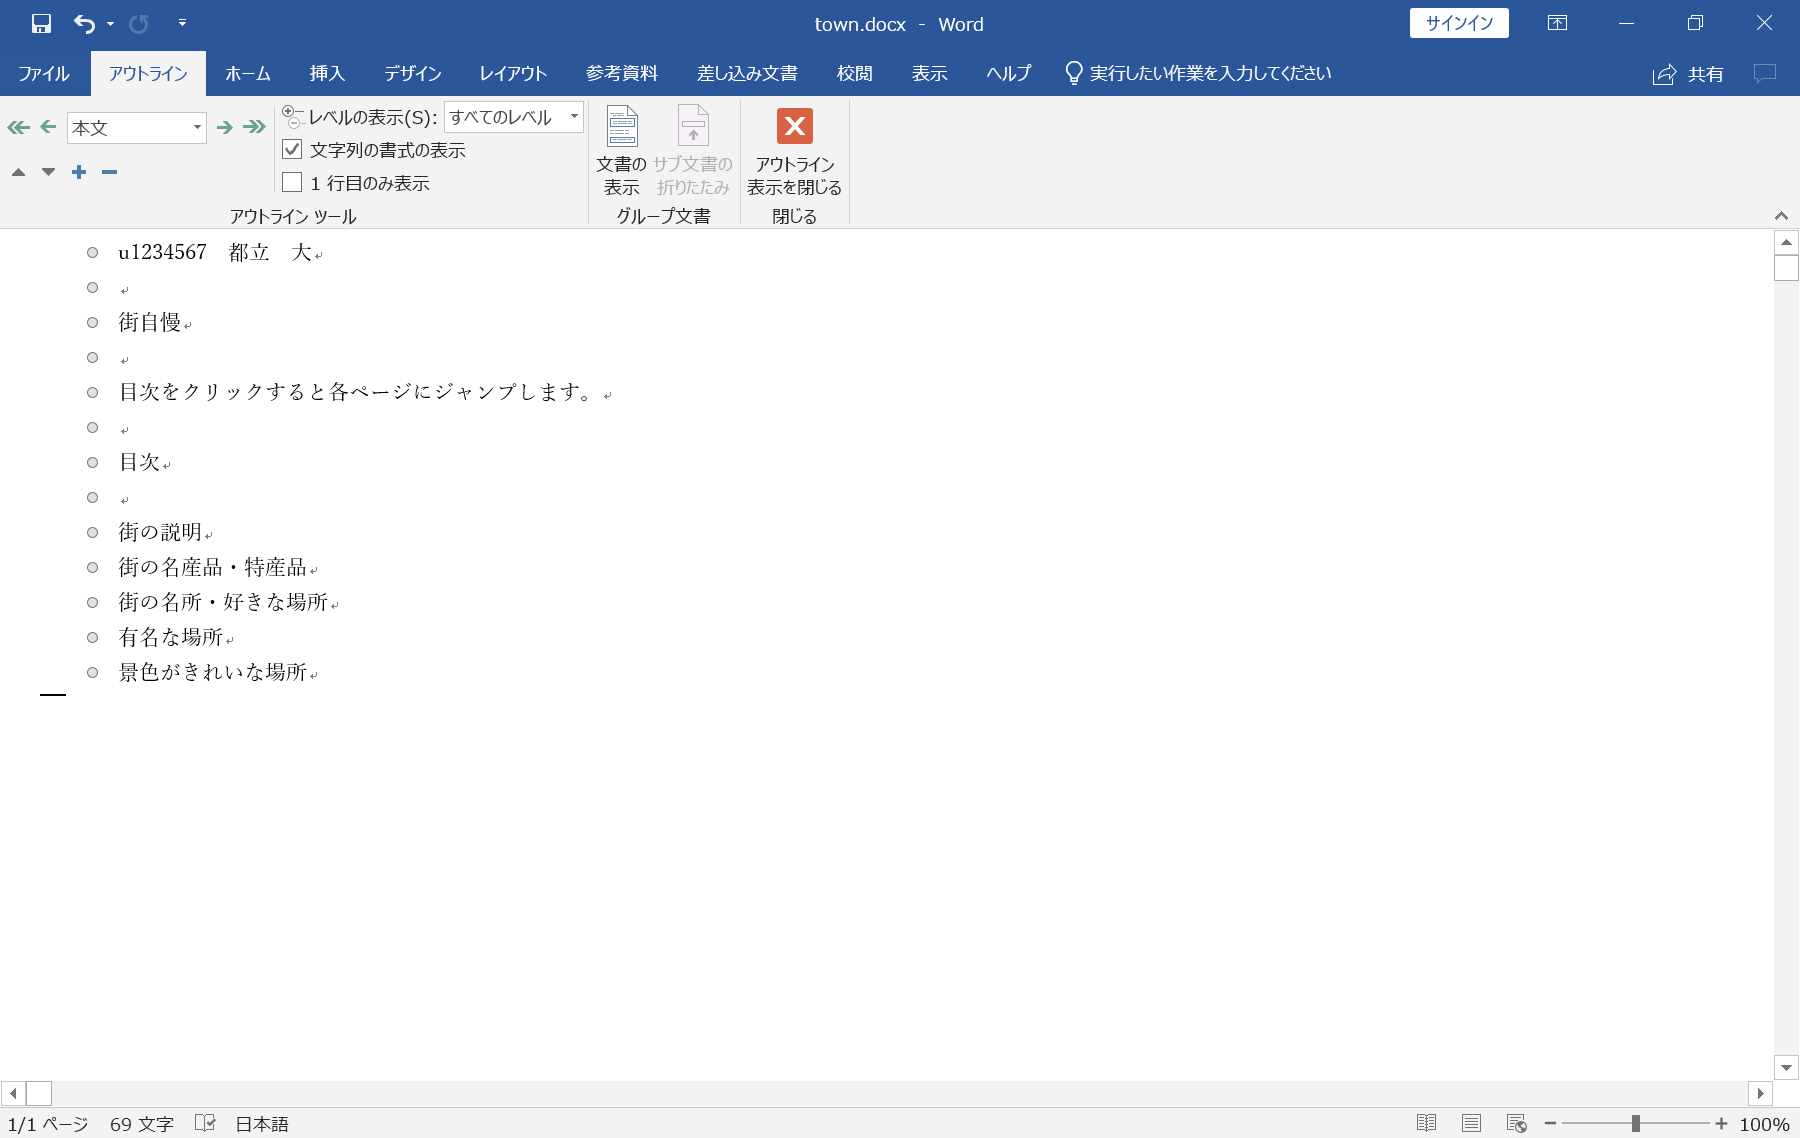 town.docx - Word
サインイン
ファイル アウトライン ホーム 挿入 デザイン レイアウト 参考資料 差し込み文書 校閲 表示 ヘルプ 実行したい作業を入力してください 共有
本文
レベルの表示(S): すべてのレベル
文字列の書式の表示
1 行目のみ表示
アウトライン ツール
文書の
表示
サブ文書の
折りたたみ
グループ文書
アウトライン
表示を閉じる
閉じる
u1234567 都立 大
街自慢
目次をクリックすると各ページにジャンプします。
目次
街の説明
街の名産品・特産品
街の名所・好きな場所
有名な場所
景色がきれいな場所
1/1 ページ 69 文字 日本語 100%